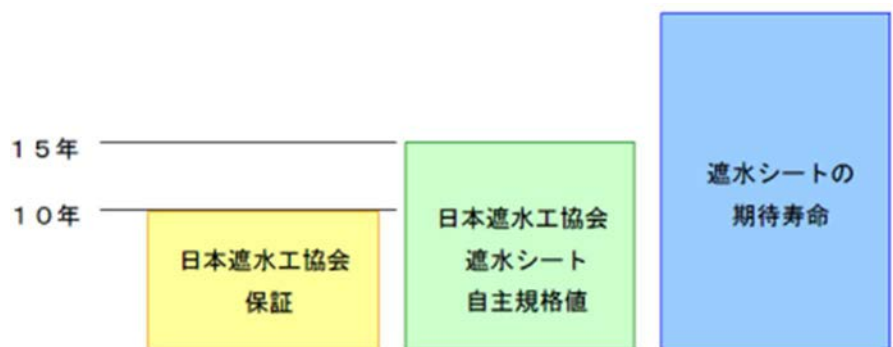 １５年
１０年
日本遮水工協会
保証
日本遮水工協会
遮水シート
自主規格値
遮水シートの
期待寿命